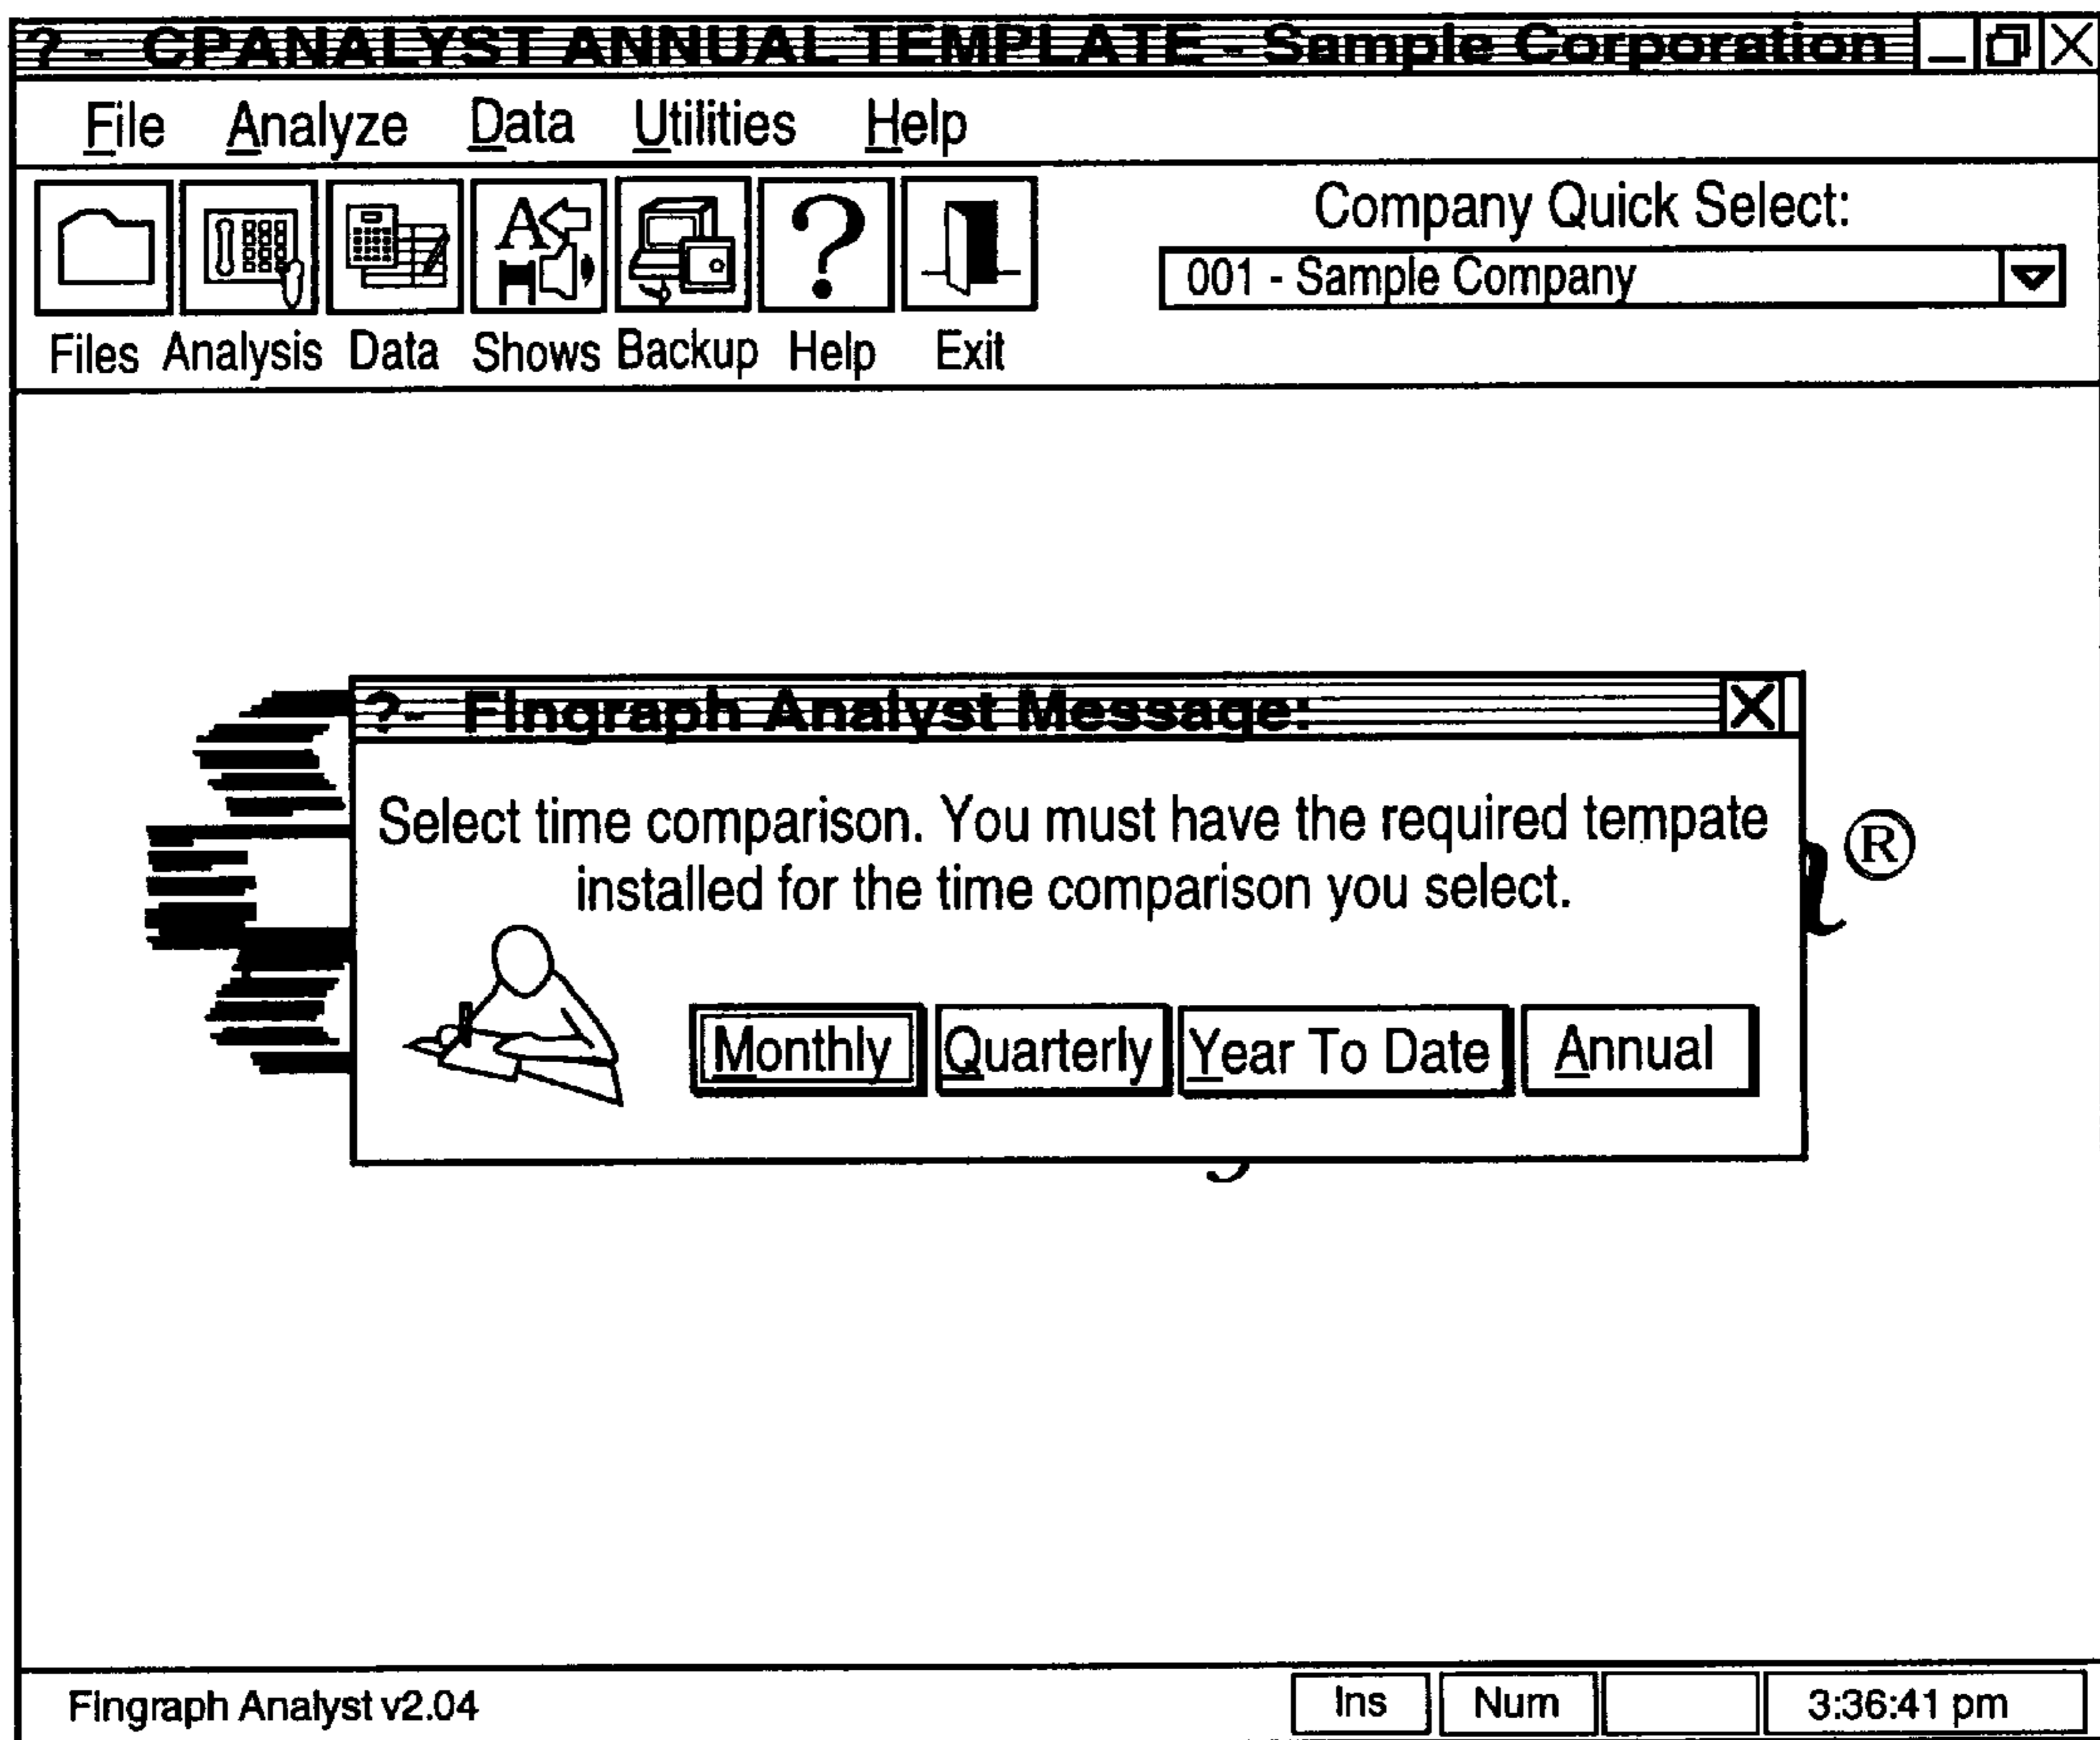 ? - CPANALYST ANNUAL TEMPLATE - Sample Corporation
File Analyze Data Utilities Help
Company Quick Select:
001 - Sample Company
Files Analysis Data Shows Backup Help Exit
?- Fingraph Analyst Message:
Select time comparison. You must have the required tempate
installed for the time comparison you select.
®
Monthly Quarterly Year To Date Annual
Fingraph Analyst v2.04 Ins Num 3:36:41 pm